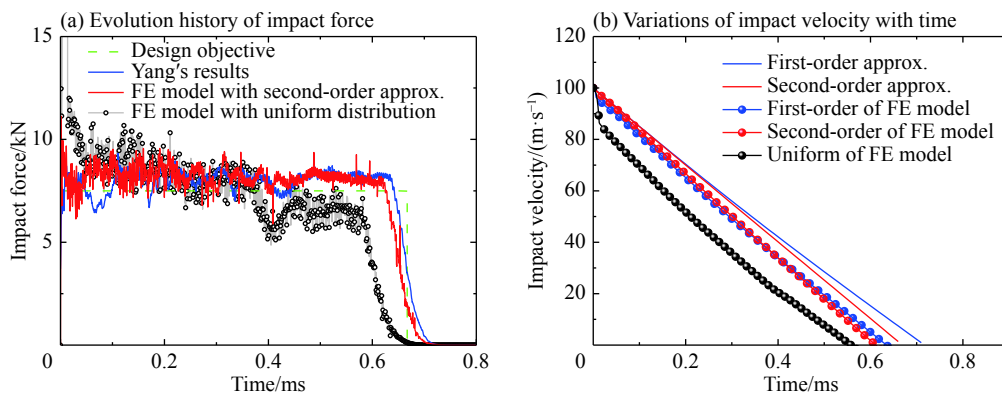 (a) Evolution history of impact force
15
10
5
0
0.2
0.4
0.6
0.8
Impact force/kN
Time/ms
Design objective
Yang's results
FE model with second-order approx.
FE model with uniform distribution
(b) Variations of impact velocity with time
120
100
80
60
40
20
0
0.2
0.4
0.6
0.8
Impact velocity/(m·s⁻¹)
Time/ms
First-order approx.
Second-order approx.
First-order of FE model
Second-order of FE model
Uniform of FE model